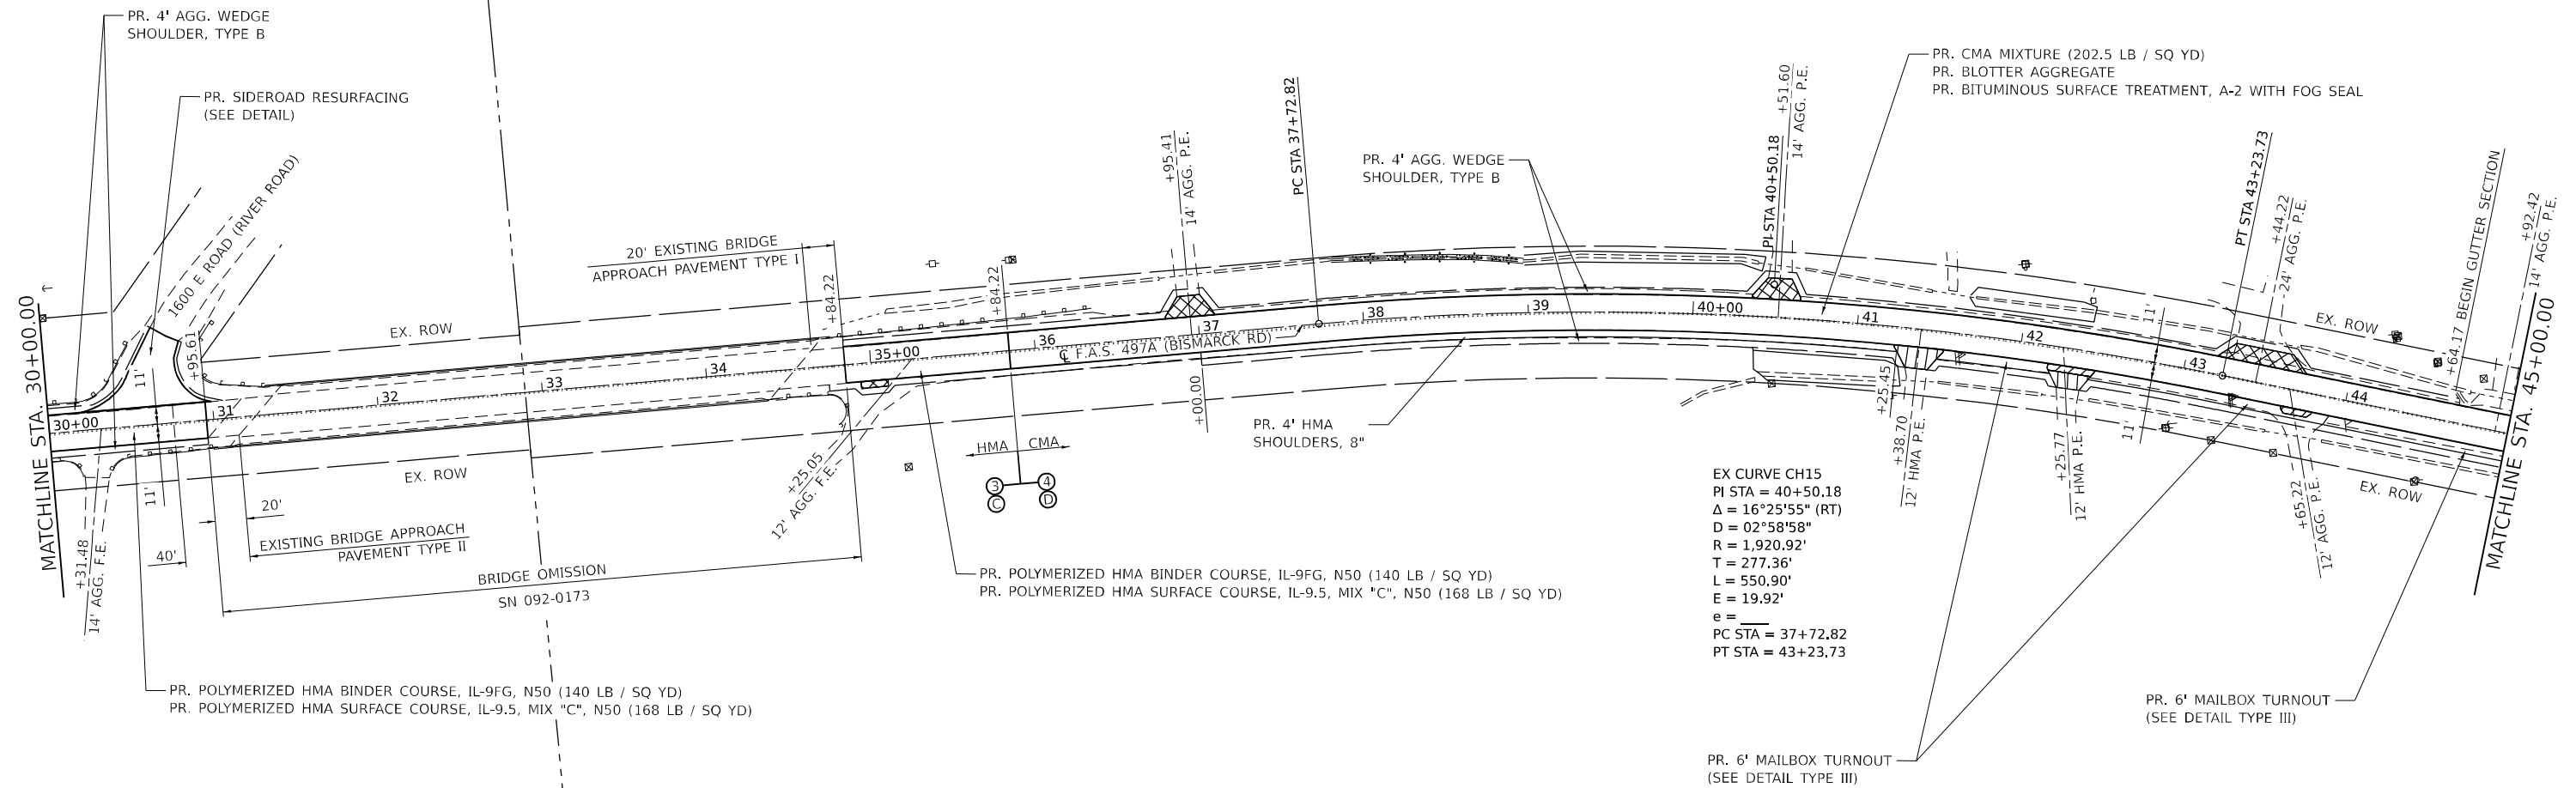 PR. 4' AGG. WEDGE
SHOULDER, TYPE B
PR. SIDEROAD RESURFACING
(SEE DETAIL)
1600 E ROAD (RIVER ROAD)
MATCHLINE STA. 30+00.00
+95.61
11'
11'
30+00
31
32
33
34
35+00
36
37
38
39
40+00
41
42
43
44
EX. ROW
EX. ROW
20' EXISTING BRIDGE
APPROACH PAVEMENT TYPE I
+84.22
+84.22
+95.41
14' AGG. P.E.
PC STA 37+72.82
℄ F.A.S. 497A (BISMARCK RD)
+00.00
PR. 4' AGG. WEDGE
SHOULDER, TYPE B
PI STA 40+50.18
+51.60
14' AGG. P.E.
PR. CMA MIXTURE (202.5 LB / SQ YD)
PR. BLOTTER AGGREGATE
PR. BITUMINOUS SURFACE TREATMENT, A-2 WITH FOG SEAL
PT STA 43+23.73
+44.22
24' AGG. P.E.
+64.17 BEGIN GUTTER SECTION
+92.42
14' AGG. P.E.
EX. ROW
EX. ROW
MATCHLINE STA. 45+00.00
11'
11'
+31.48
14' AGG. F.E.
20'
40'
EXISTING BRIDGE APPROACH
PAVEMENT TYPE II
BRIDGE OMISSION
SN 092-0173
+25.05
12' AGG. F.E.
HMA
CMA
3
4
C
D
PR. 4' HMA
SHOULDERS, 8"
+25.45
+38.70
12' HMA P.E.
+25.77
12' HMA P.E.
+65.22
12' AGG. P.E.
EX CURVE CH15
PI STA = 40+50.18
Δ = 16°25'55" (RT)
D = 02°58'58"
R = 1,920.92'
T = 277.36'
L = 550.90'
E = 19.92'
e = ____
PC STA = 37+72.82
PT STA = 43+23.73
PR. POLYMERIZED HMA BINDER COURSE, IL-9FG, N50 (140 LB / SQ YD)
PR. POLYMERIZED HMA SURFACE COURSE, IL-9.5, MIX "C", N50 (168 LB / SQ YD)
PR. POLYMERIZED HMA BINDER COURSE, IL-9FG, N50 (140 LB / SQ YD)
PR. POLYMERIZED HMA SURFACE COURSE, IL-9.5, MIX "C", N50 (168 LB / SQ YD)
PR. 6' MAILBOX TURNOUT
(SEE DETAIL TYPE III)
PR. 6' MAILBOX TURNOUT
(SEE DETAIL TYPE III)